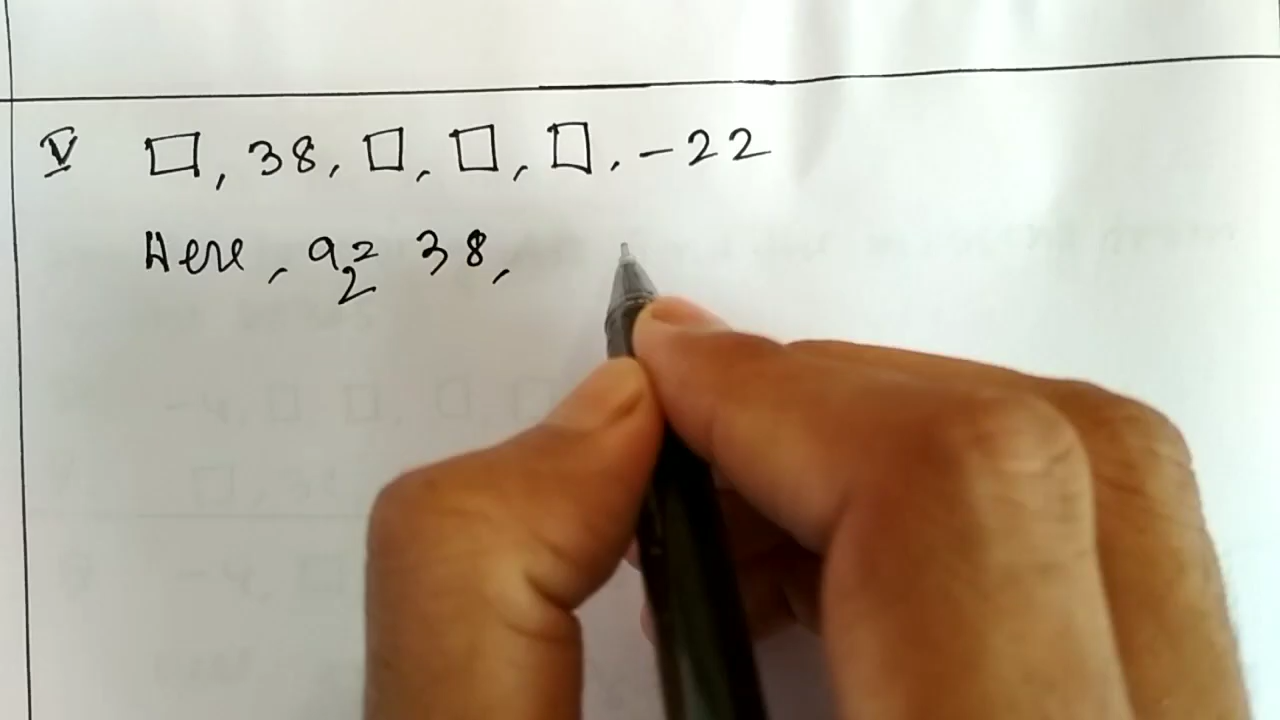 V □, 38, □, □, □, -22
Here, a₂ = 38,